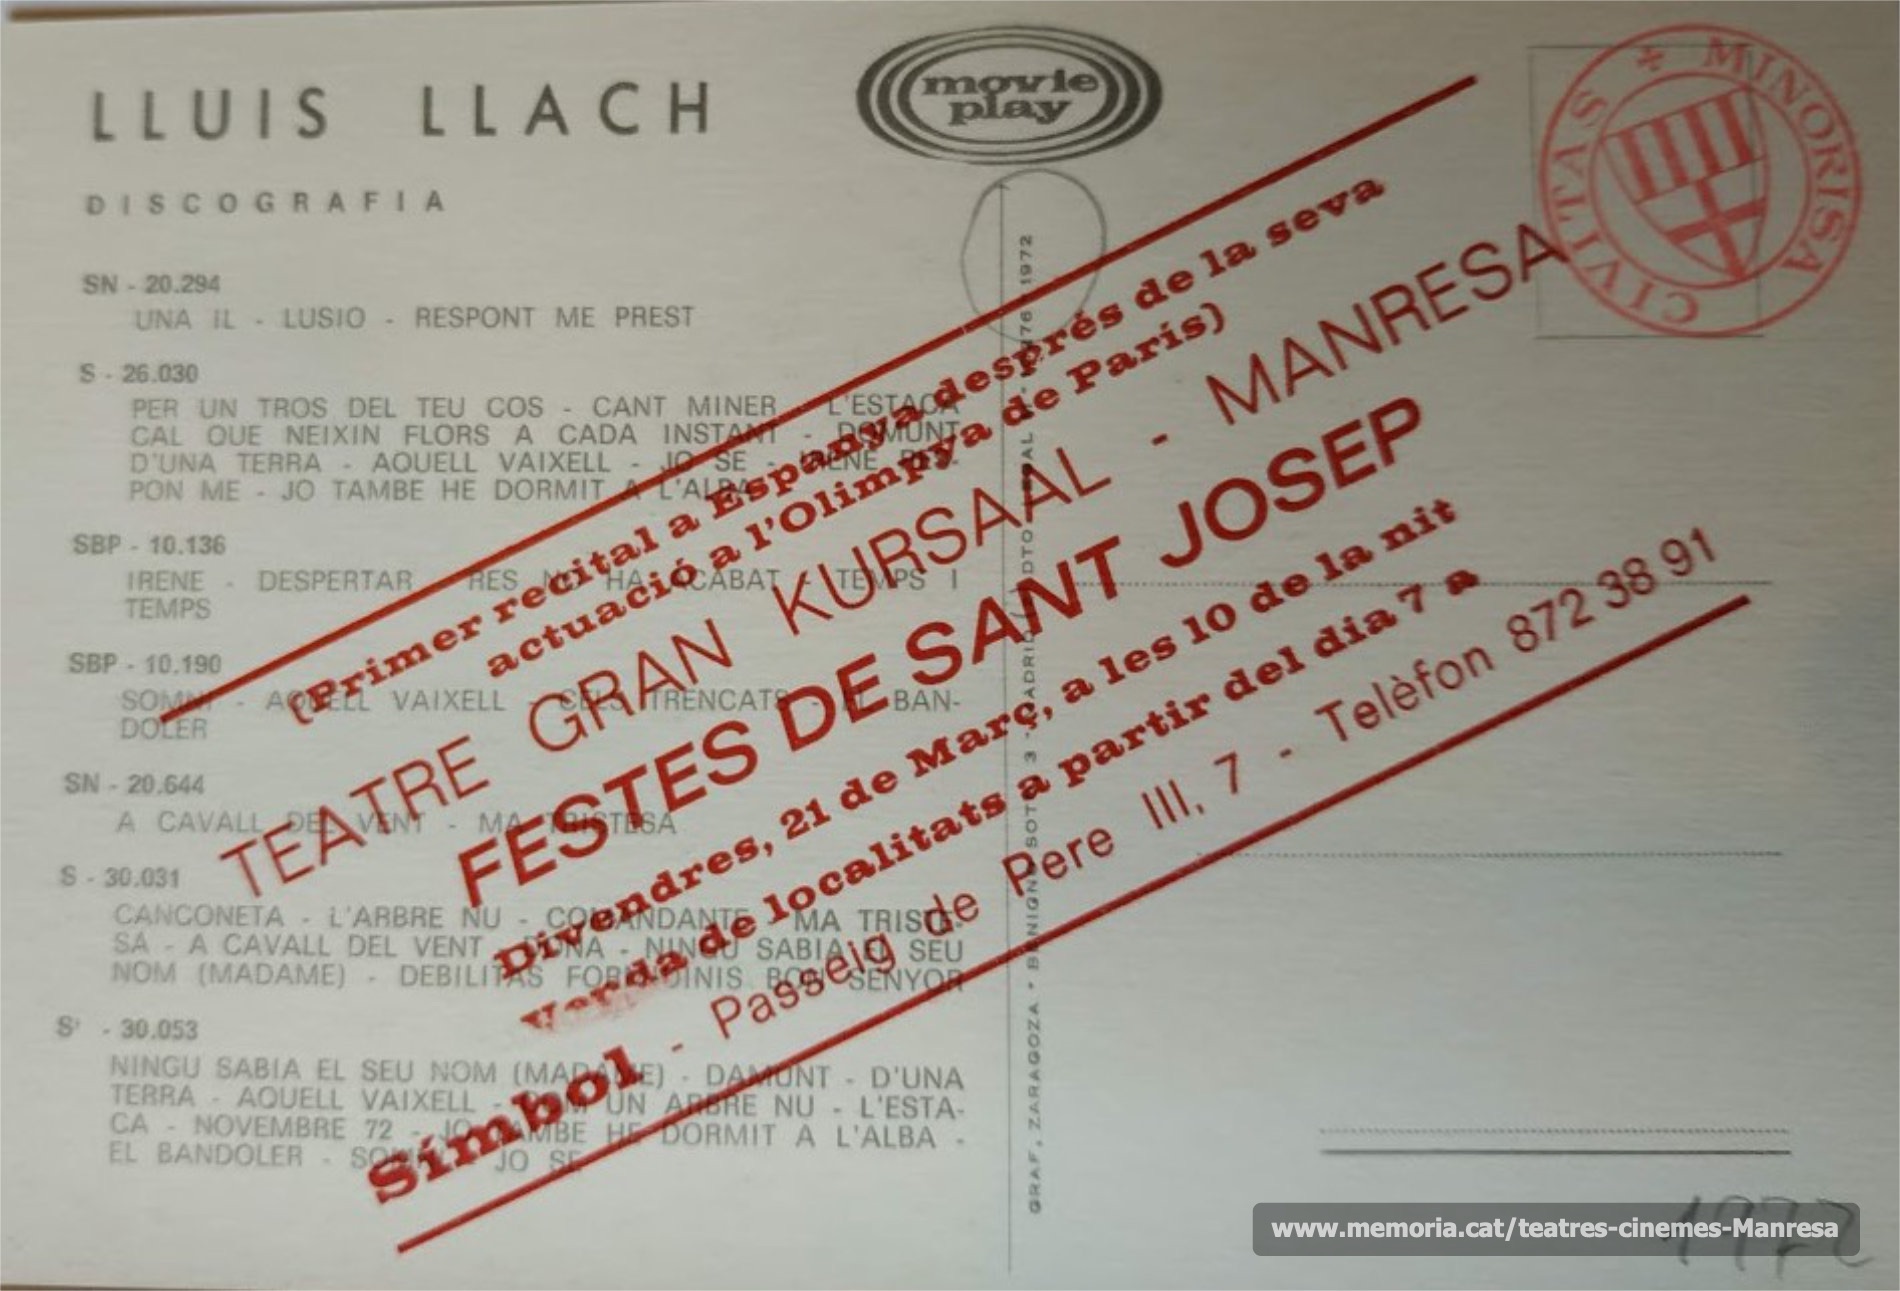 LLUIS LLACH
movie
play
CIVITAS + MINORISA
DISCOGRAFIA
SN - 20.294
UNA IL - LUSIO - RESPONT ME PREST
S - 26.030
PER UN TROS DEL TEU COS - CANT MINER - L'ESTACA
CAL QUE NEIXIN FLORS A CADA INSTANT - DOMUNT
D'UNA TERRA - AQUELL VAIXELL - JO SE - IRENE RES-
PON ME - JO TAMBE HE DORMIT A L'ALBA
SBP - 10.136
IRENE - DESPERTAR - RES NO HA ACABAT - TEMPS I
TEMPS
SBP - 10.190
SOMNI - AQUELL VAIXELL - CELS TRENCATS - EL BAN-
DOLER
SN - 20.644
A CAVALL DEL VENT - MA TRISTESA
S - 30.031
CANCONETA - L'ARBRE NU - COMANDANTE - MA TRISTE-
SA - A CAVALL DEL VENT - DONA - NINGU SABIA EL SEU
NOM (MADAME) - DEBILITAS FORMIDINIS BON SENYOR
S' - 30.053
NINGU SABIA EL SEU NOM (MADAME) - DAMUNT - D'UNA
TERRA - AQUELL VAIXELL - COM UN ARBRE NU - L'ESTA-
CA - NOVEMBRE 72 - JO TAMBE HE DORMIT A L'ALBA -
EL BANDOLER - SOMNI - JO SE
(Primer recital a Espanya després de la seva
actuació a l'Olimpya de París)
TEATRE GRAN KURSAAL - MANRESA
FESTES DE SANT JOSEP
Divendres, 21 de Març, a les 10 de la nit
Venda de localitats a partir del dia 7 a
Símbol - Passeig de Pere III, 7 - Telèfon 872 38 91
GRAF, ZARAGOZA - BENIGNO SOTO 3 - MADRID 1972
www.memoria.cat/teatres-cinemes-Manresa
1972